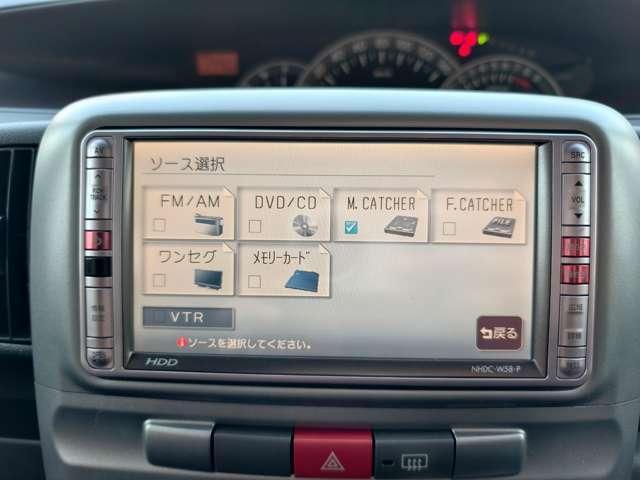 ソース選択
FM/AM
DVD/CD
M.CATCHER
F.CATCHER
ワンセグ
ﾒﾓﾘｰｶｰﾄﾞ
VTR
ソースを選択してください。
戻る
HDD
NHDC-W58-P
AV
TRACK
SRC
VOL